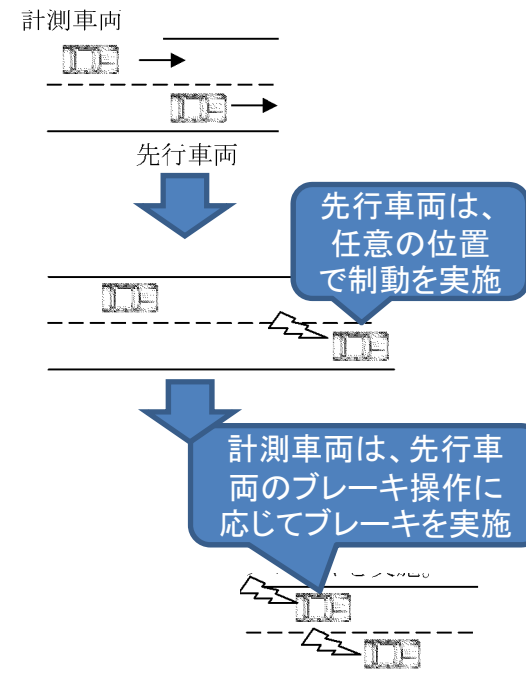 計測車両
先行車両
先行車両は、
任意の位置
で制動を実施
計測車両は、先行車
両のブレーキ操作に
応じてブレーキを実施